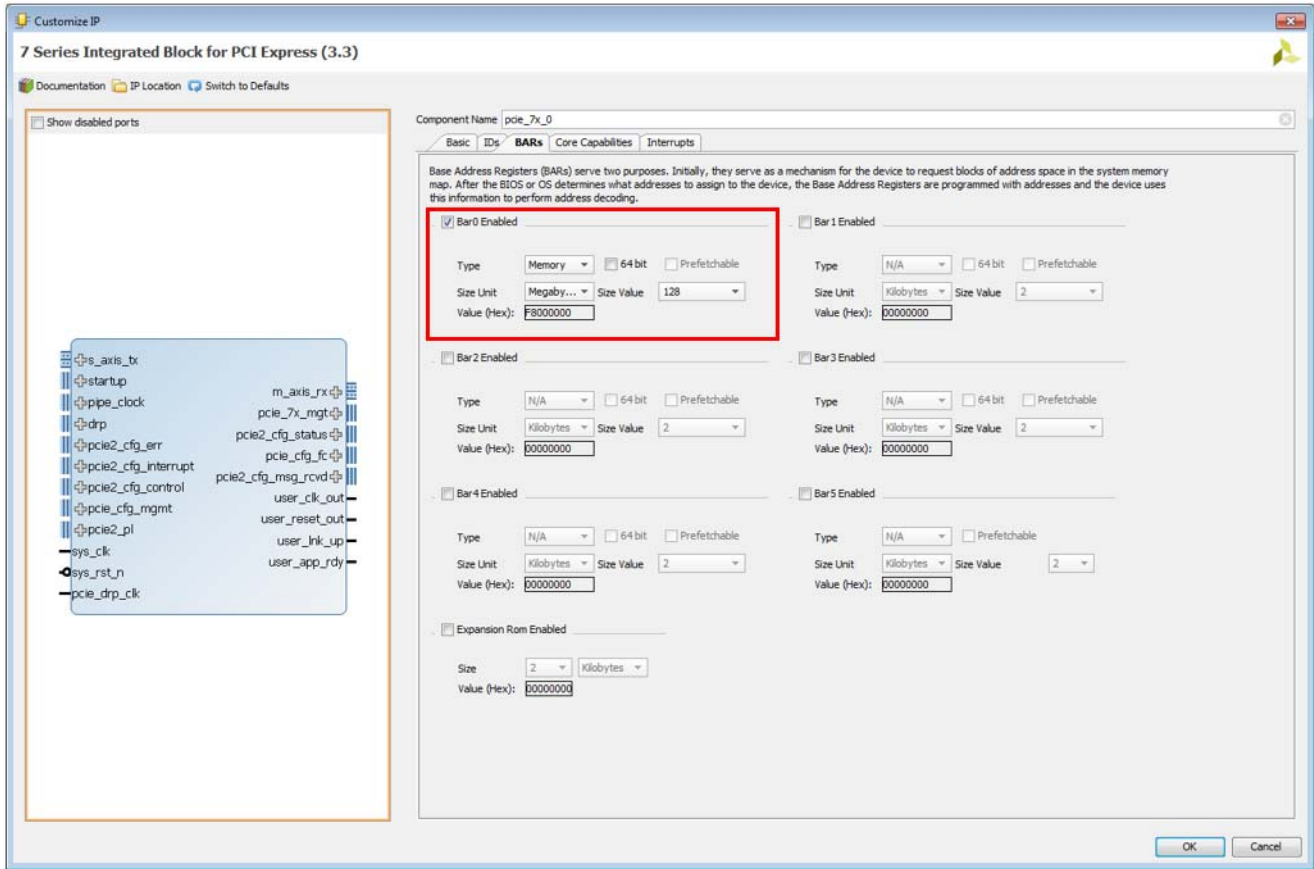 Customize IP
7 Series Integrated Block for PCI Express (3.3)
Documentation IP Location Switch to Defaults
Show disabled ports
s_axis_tx
startup
pipe_clock
drp
pcie2_cfg_err
pcie2_cfg_interrupt
pcie2_cfg_control
pcie_cfg_mgmt
pcie2_pl
sys_clk
sys_rst_n
pcie_drp_clk
m_axis_rx
pcie_7x_mgt
pcie2_cfg_status
pcie_cfg_fc
pcie2_cfg_msg_rcvd
user_clk_out
user_reset_out
user_lnk_up
user_app_rdy
Component Name pcie_7x_0
Basic IDs BARs Core Capabilities Interrupts
Base Address Registers (BARs) serve two purposes. Initially, they serve as a mechanism for the device to request blocks of address space in the system memory
map. After the BIOS or OS determines what addresses to assign to the device, the Base Address Registers are programmed with addresses and the device uses
this information to perform address decoding.
Bar0 Enabled
Type Memory 64 bit Prefetchable
Size Unit Megaby... Size Value 128
Value (Hex): F8000000
Bar1 Enabled
Type N/A 64 bit Prefetchable
Size Unit Kilobytes Size Value 2
Value (Hex): 00000000
Bar2 Enabled
Type N/A 64 bit Prefetchable
Size Unit Kilobytes Size Value 2
Value (Hex): 00000000
Bar3 Enabled
Type N/A 64 bit Prefetchable
Size Unit Kilobytes Size Value 2
Value (Hex): 00000000
Bar4 Enabled
Type N/A 64 bit Prefetchable
Size Unit Kilobytes Size Value 2
Value (Hex): 00000000
Bar5 Enabled
Type N/A Prefetchable
Size Unit Kilobytes Size Value 2
Value (Hex): 00000000
Expansion Rom Enabled
Size 2 Kilobytes
Value (Hex): 00000000
OK Cancel